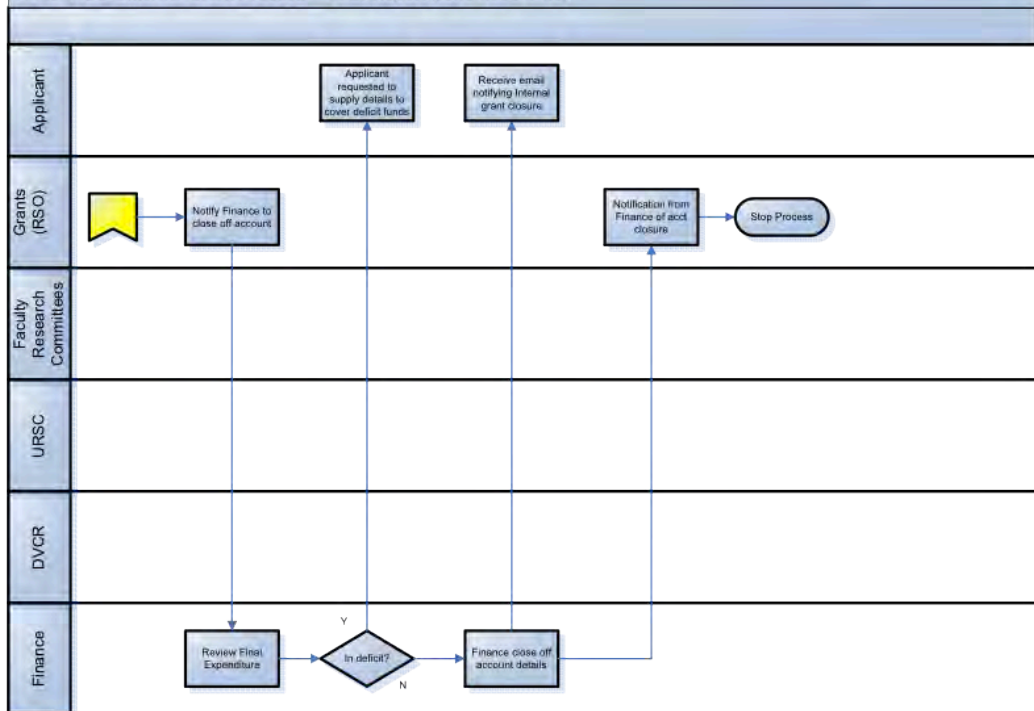 Applicant
Applicant
requested to
supply details to
cover deficit funds
Receive email
notifying Internal
grant closure
Grants
(RSO)
Notify Finance to
close off account
Notification from
Finance of acct
closure
Stop Process
Faculty
Research
Committees
URSC
DVCR
Finance
Review Final
Expenditure
Y
In deficit?
N
Finance close off
account details